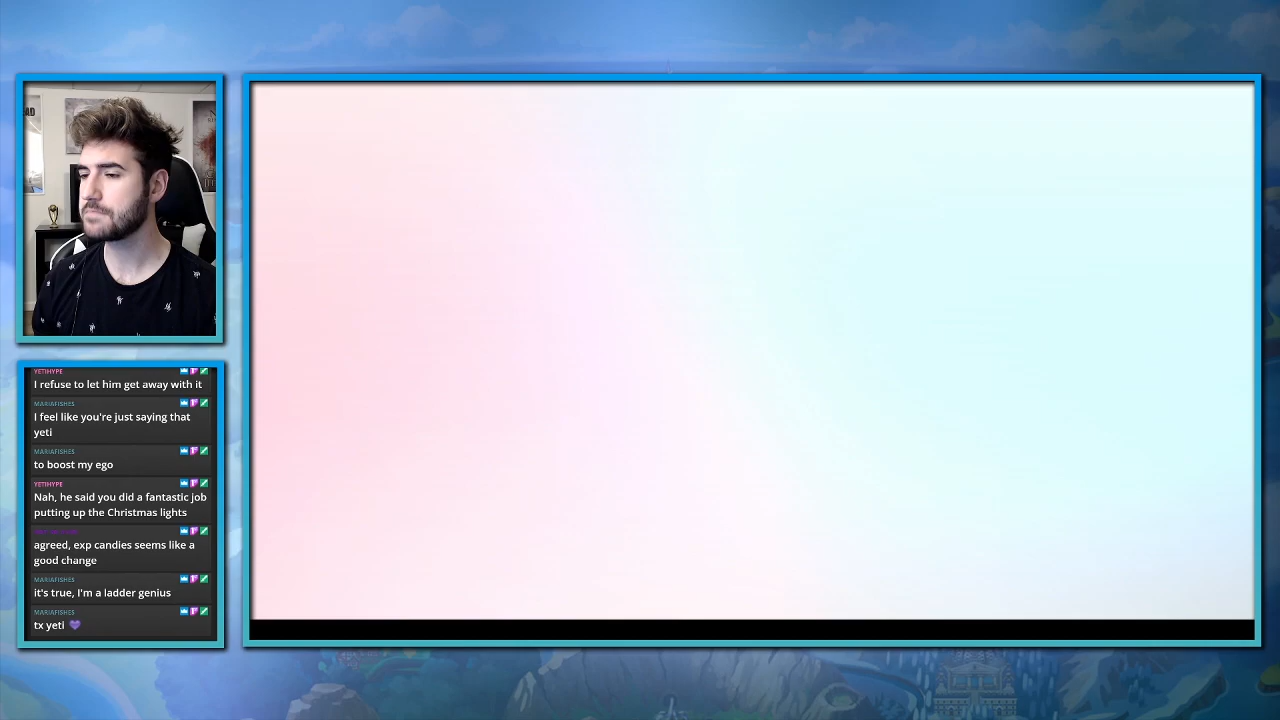 AD
YETIHYPE
I refuse to let him get away with it
MARIAFISHES
I feel like you're just saying that
yeti
MARIAFISHES
to boost my ego
YETIHYPE
Nah, he said you did a fantastic job
putting up the Christmas lights
agreed, exp candies seems like a
good change
MARIAFISHES
it's true, I'm a ladder genius
MARIAFISHES
tx yeti 💜